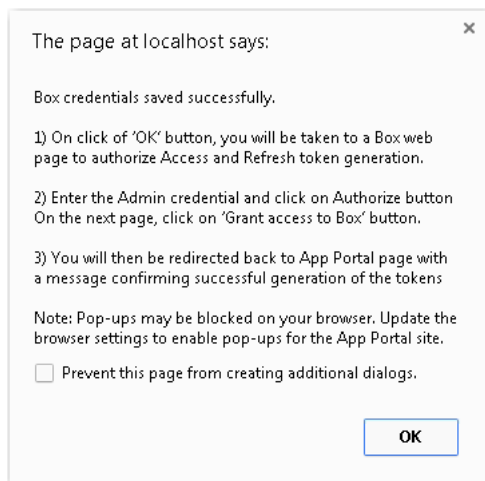 The page at localhost says:
×
Box credentials saved successfully.
1) On click of ‘OK’ button, you will be taken to a Box web
page to authorize Access and Refresh token generation.
2) Enter the Admin credential and click on Authorize button
On the next page, click on ‘Grant access to Box’ button.
3) You will then be redirected back to App Portal page with
a message confirming successful generation of the tokens
Note: Pop-ups may be blocked on your browser. Update the
browser settings to enable pop-ups for the App Portal site.
Prevent this page from creating additional dialogs.
OK